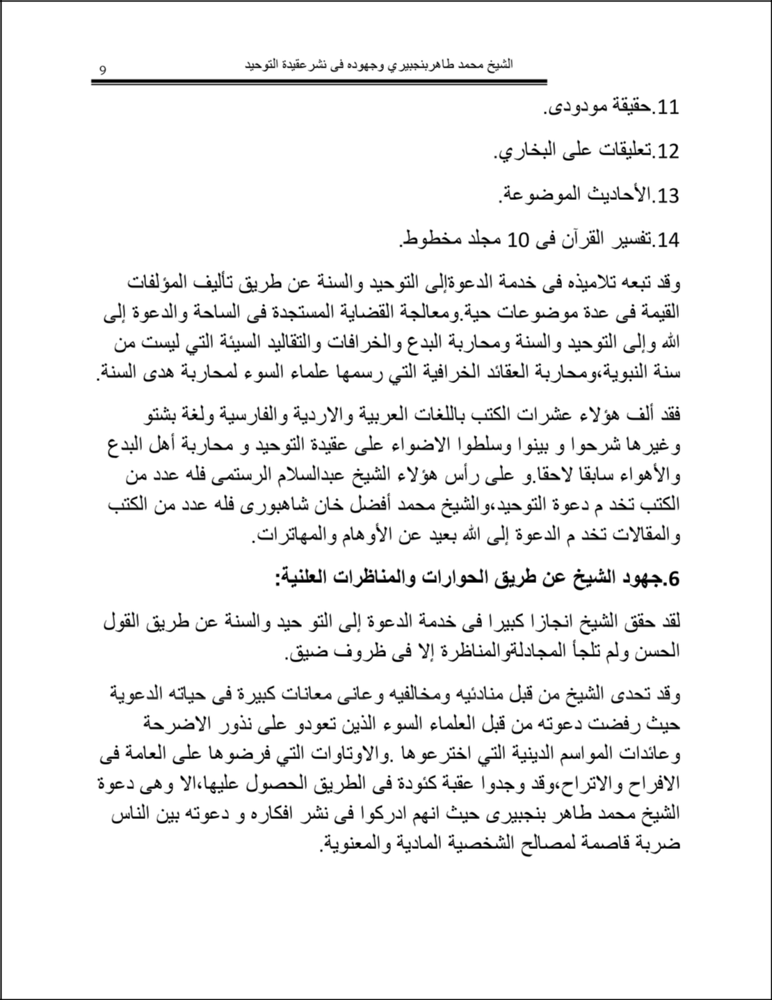 الشيخ محمد طاهربنجبيري وجهوده فى نشرعقيدة التوحيد
9
11.حقيقة مودودى.
12.تعليقات على البخاري.
13.الأحاديث الموضوعة.
14.تفسير القرآن فى 10 مجلد مخطوط.
وقد تبعه تلاميذه فى خدمة الدعوةإلى التوحيد والسنة عن طريق تأليف المؤلفات
القيمة فى عدة موضوعات حية.ومعالجة القضاية المستجدة فى الساحة والدعوة إلى
الله وإلى التوحيد والسنة ومحاربة البدع والخرافات والتقاليد السيئة التي ليست من
سنة النبوية،ومحاربة العقائد الخرافية التي رسمها علماء السوء لمحاربة هدى السنة.
فقد ألف هؤلاء عشرات الكتب باللغات العربية والاردية والفارسية ولغة بشتو
وغيرها شرحوا و بينوا وسلطوا الاضواء على عقيدة التوحيد و محاربة أهل البدع
والأهواء سابقا لاحقا.و على رأس هؤلاء الشيخ عبدالسلام الرستمى فله عدد من
الكتب تخد م دعوة التوحيد،والشيخ محمد أفضل خان شاهبورى فله عدد من الكتب
والمقالات تخد م الدعوة إلى الله بعيد عن الأوهام والمهاترات.
6.جهود الشيخ عن طريق الحوارات والمناظرات العلنية:
لقد حقق الشيخ انجازا كبيرا فى خدمة الدعوة إلى التو حيد والسنة عن طريق القول
الحسن ولم تلجأ المجادلةوالمناظرة إلا فى ظروف ضيق.
وقد تحدى الشيخ من قبل منادئيه ومخالفيه وعانى معانات كبيرة فى حياته الدعوية
حيث رفضت دعوته من قبل العلماء السوء الذين تعودو على نذور الاضرحة
وعائدات المواسم الدينية التي اخترعوها .والاوتاوات التي فرضوها على العامة فى
الافراح والاتراح،وقد وجدوا عقبة كئودة فى الطريق الحصول عليها،الا وهى دعوة
الشيخ محمد طاهر بنجبيرى حيث انهم ادركوا فى نشر افكاره و دعوته بين الناس
ضربة قاصمة لمصالح الشخصية المادية والمعنوية.